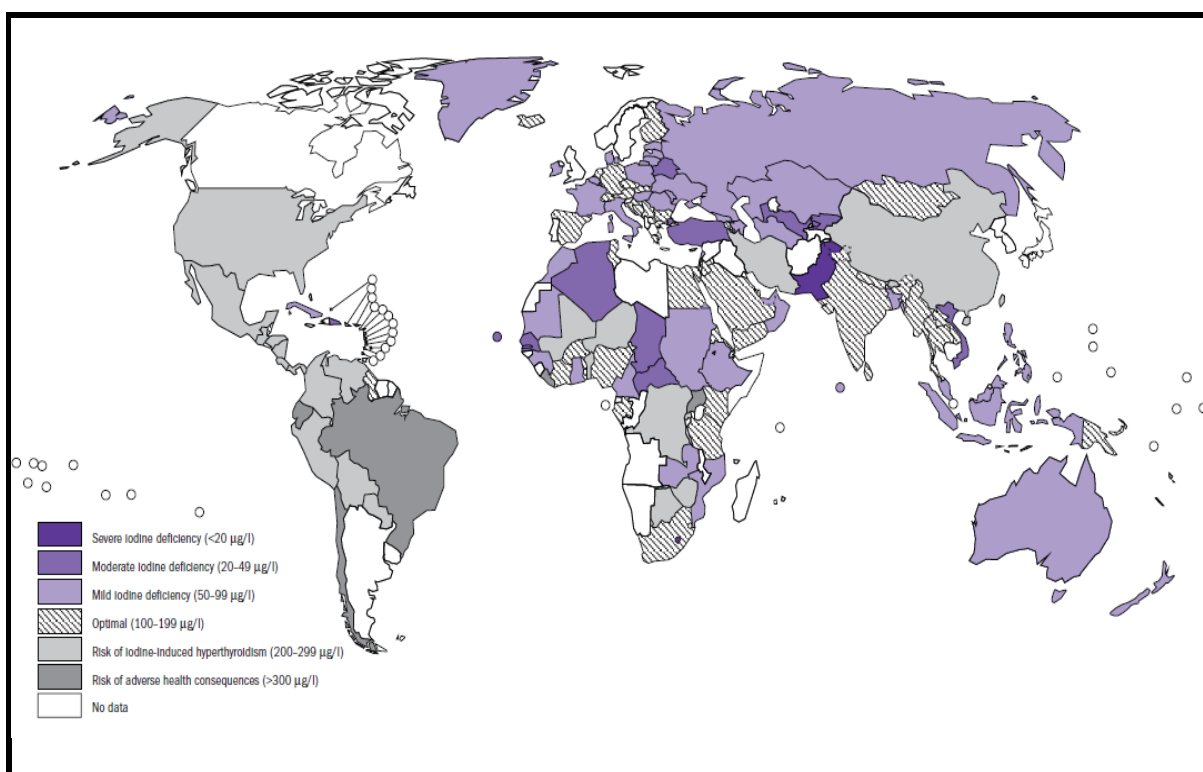 Severe iodine deficiency (<20 µg/l)
Moderate iodine deficiency (20–49 µg/l)
Mild iodine deficiency (50–99 µg/l)
Optimal (100–199 µg/l)
Risk of iodine-induced hyperthyroidism (200–299 µg/l)
Risk of adverse health consequences (>300 µg/l)
No data